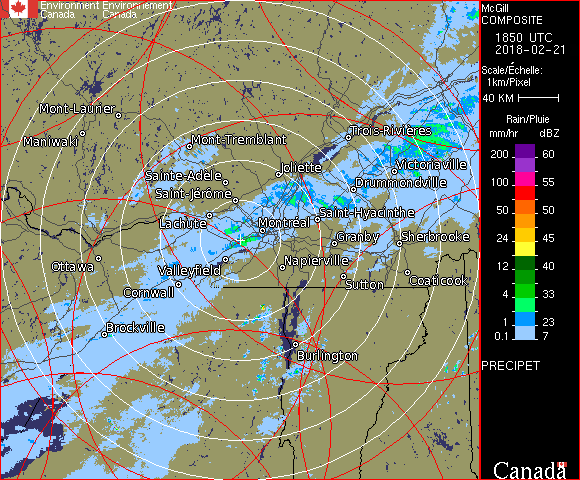 Environment Environnement
Canada Canada
McGill
COMPOSITE
1850 UTC
2018-02-21
Scale/Échelle:
1km/Pixel
40 KM
Rain/Pluie
mm/hr dBZ
200 60
100 55
50 50
24 45
12 40
4 33
1 23
0.1 7
PRECIPET
Canada
Mont-Laurier
Maniwaki
Mont-Tremblant
Trois-Rivières
Sainte-Adèle
Joliette
Victoriaville
Saint-Jérôme
Drummondville
Lachute
Montréal
Saint-Hyacinthe
Granby
Sherbrooke
Ottawa
Valleyfield
Napierville
Cornwall
Sutton
Coaticook
Brockville
Burlington